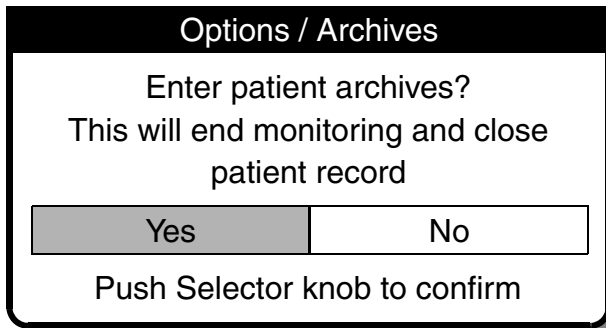 Options / Archives
Enter patient archives?
This will end monitoring and close
patient record
Yes No
Push Selector knob to confirm